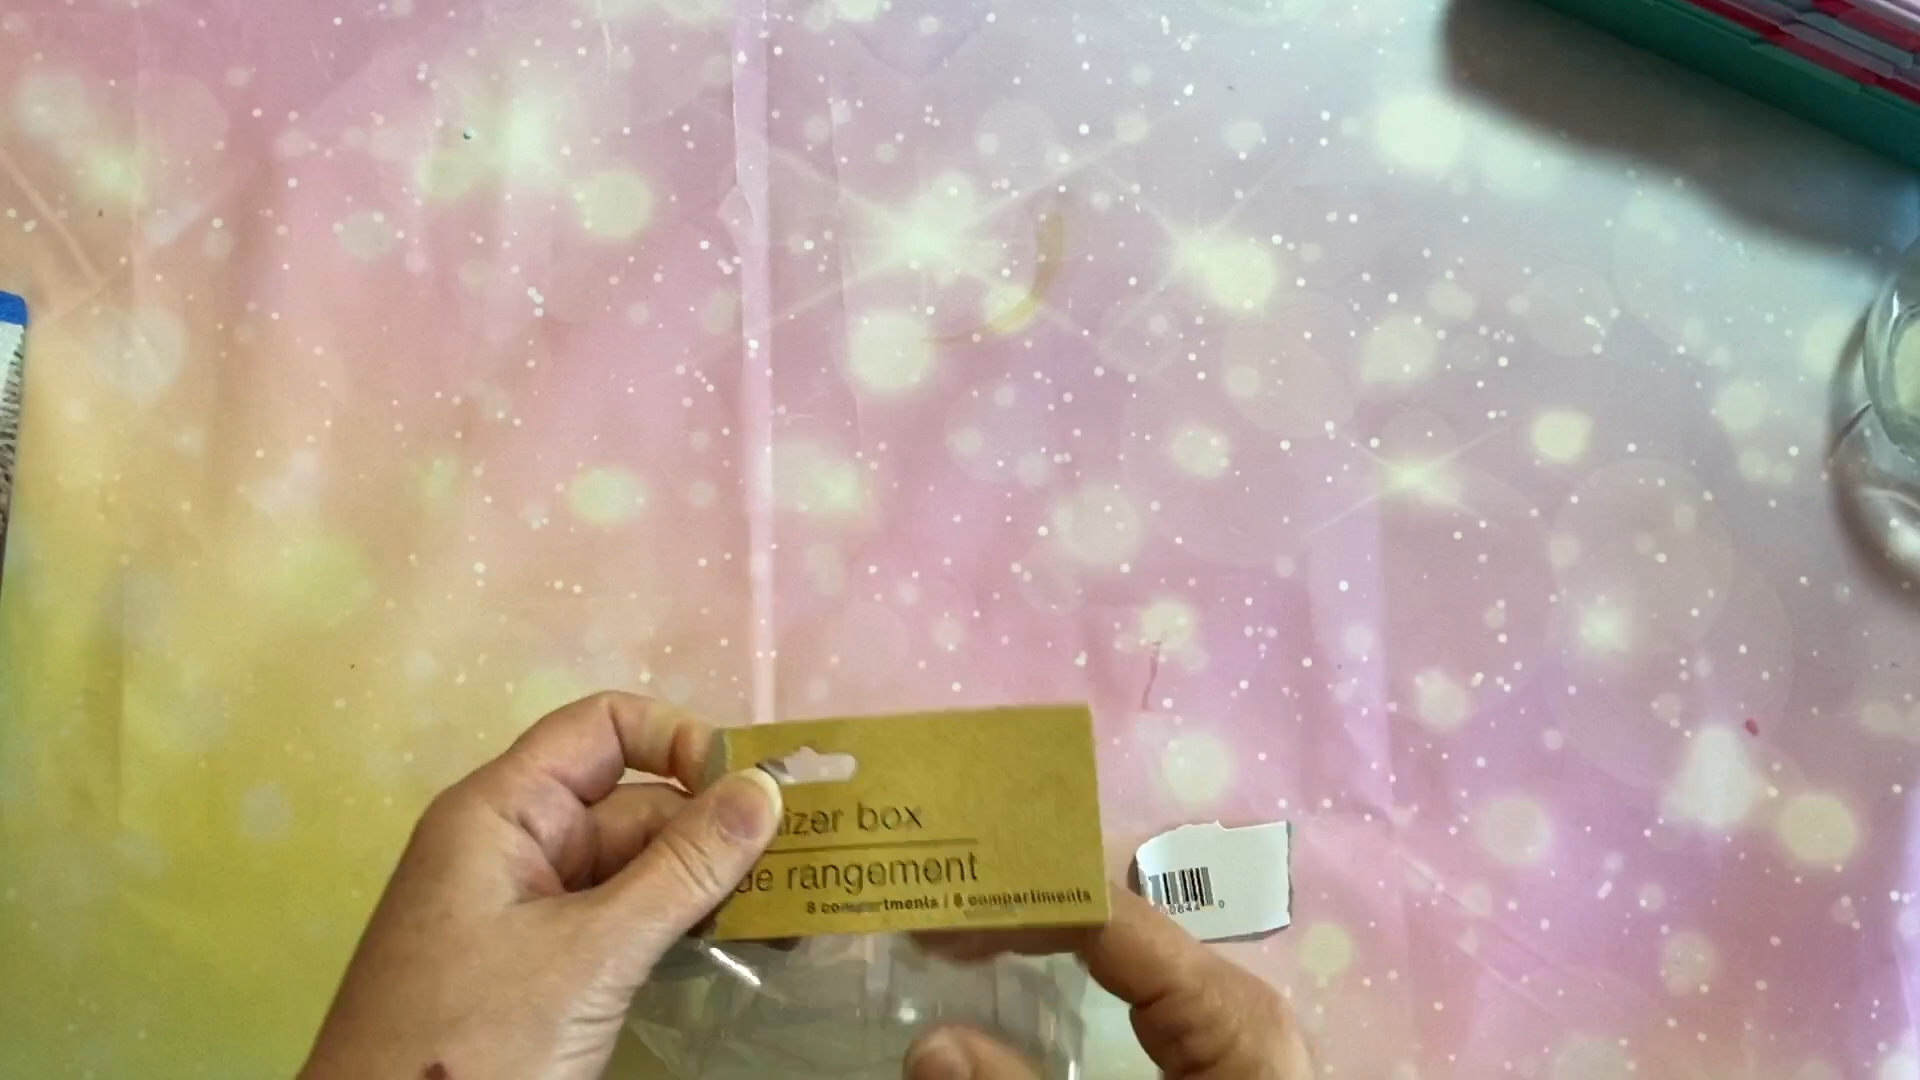 izer box
de rangement
8 compartments / 8 compartiments